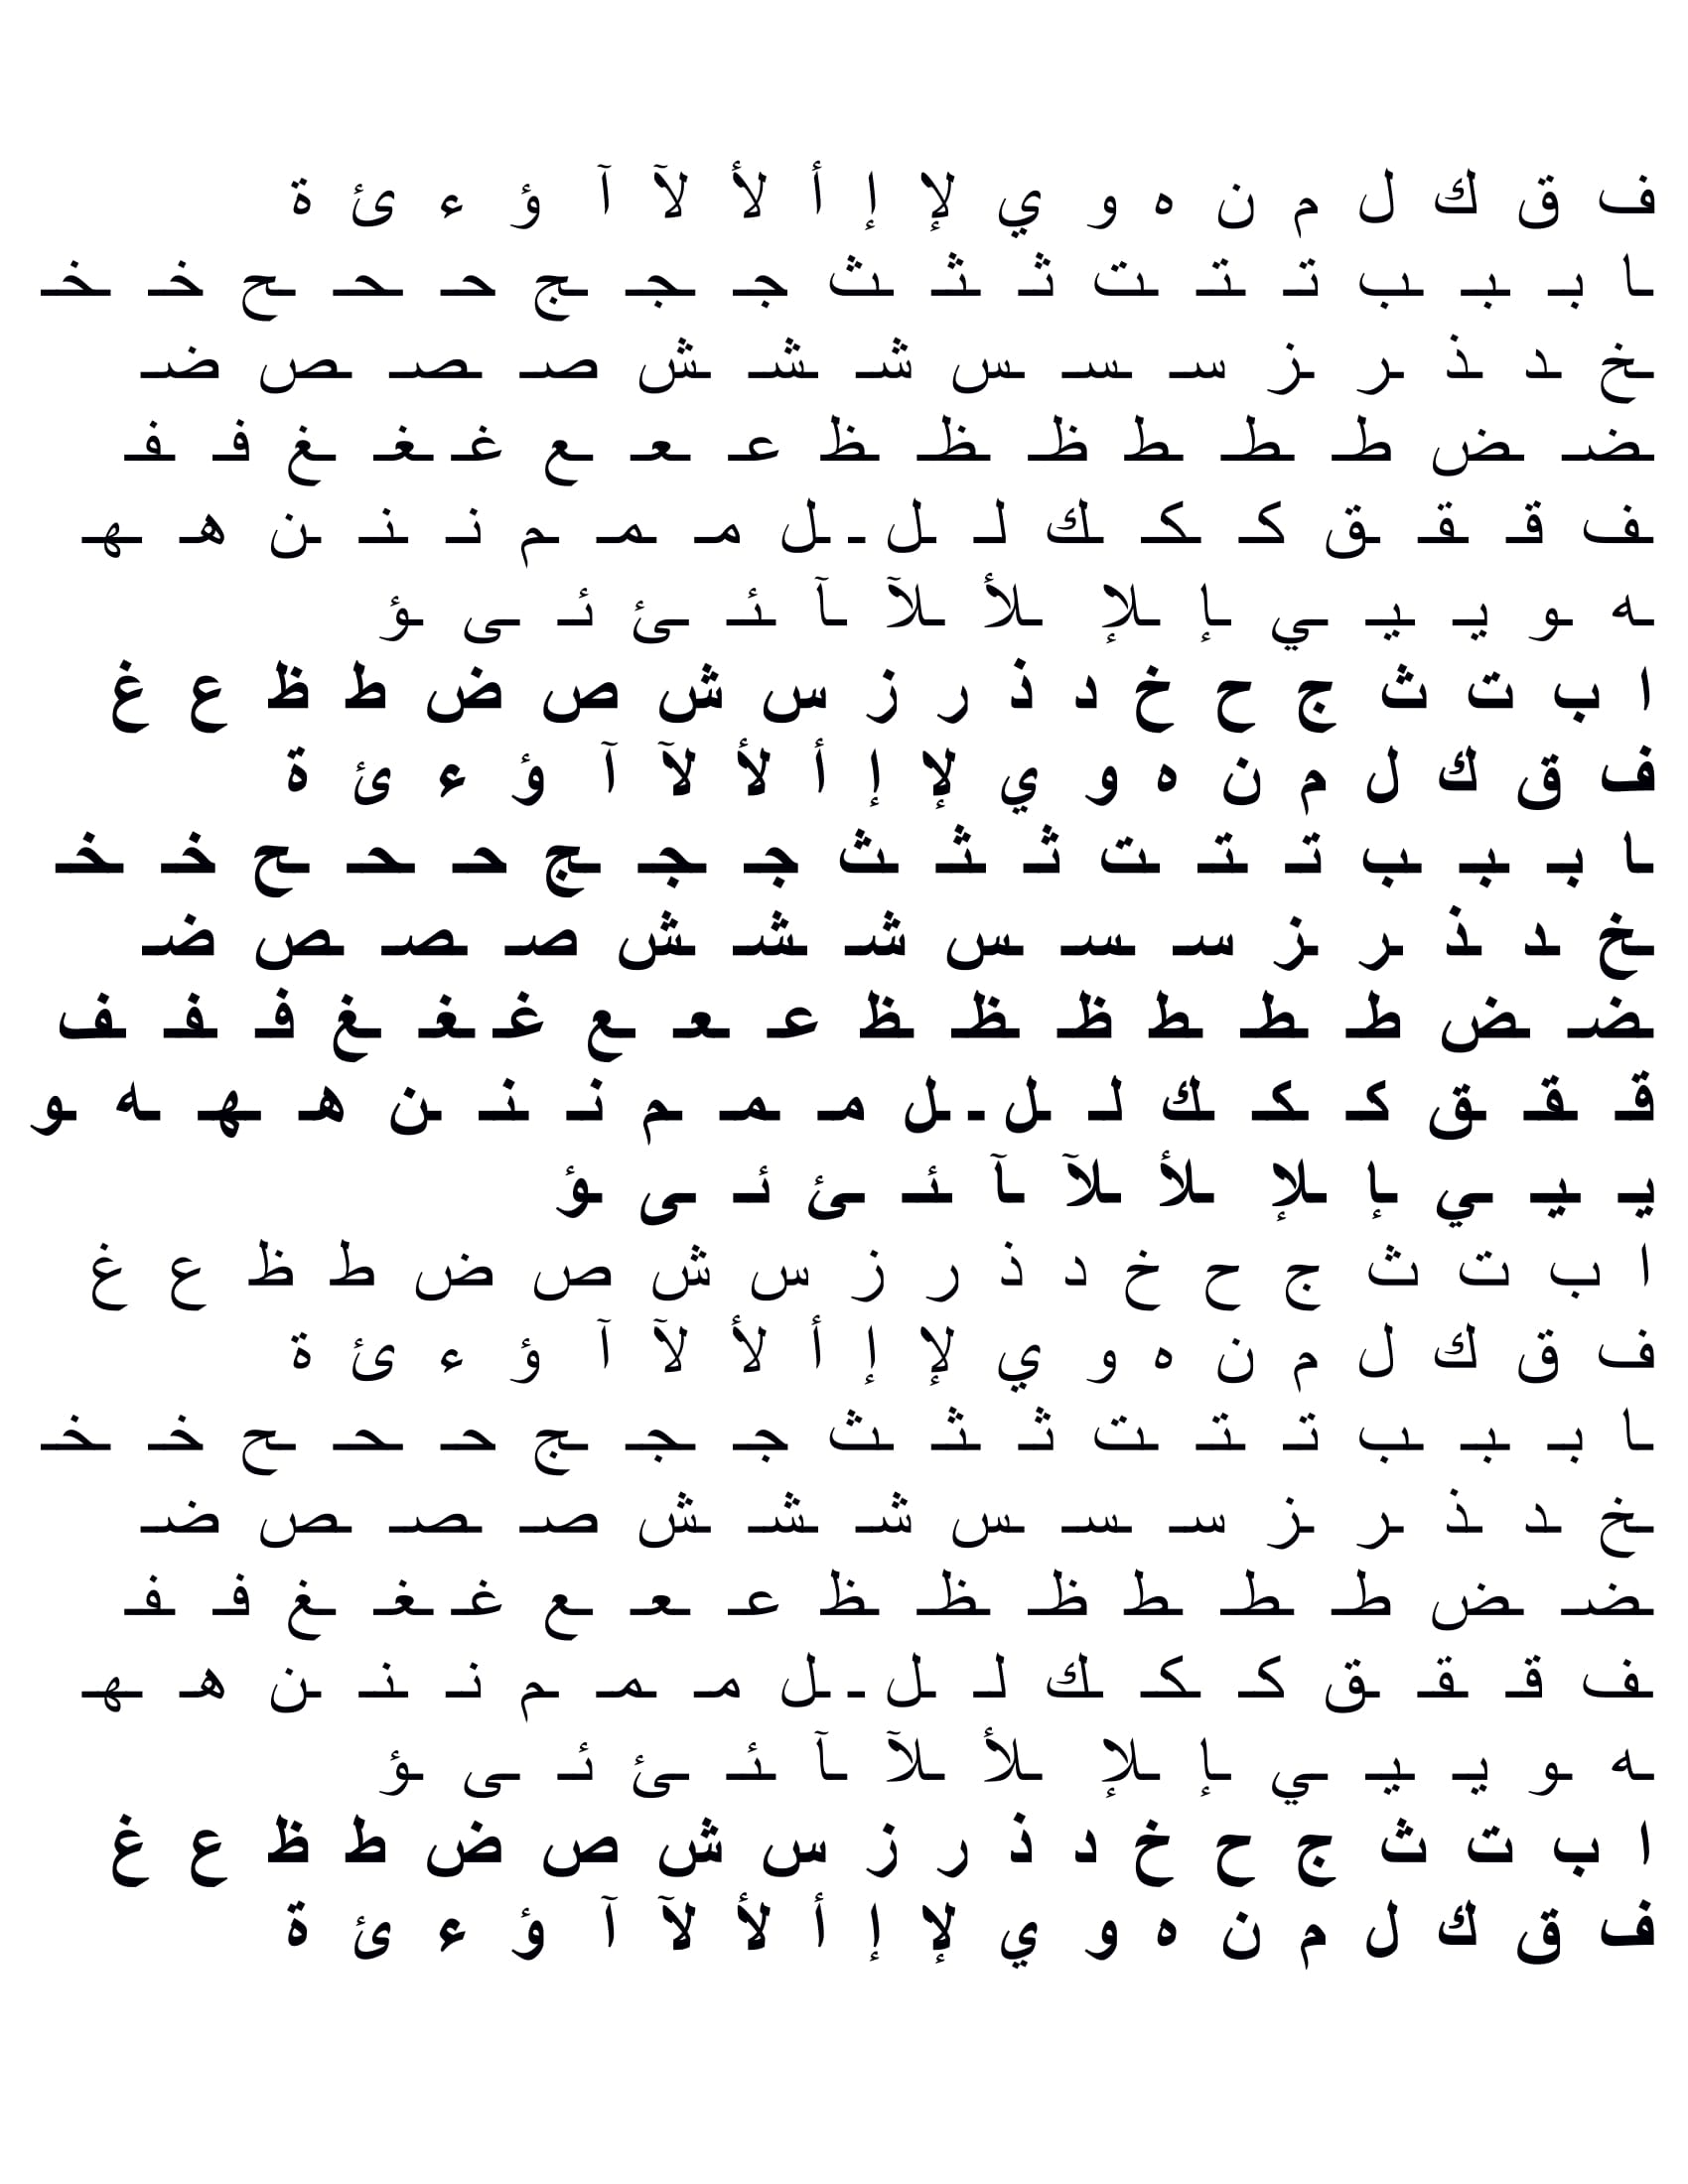 ف ق ك ل م ن ه و ي لإ إ أ لأ لآ آ ؤ ء ئ ة
ـا بـ ـبـ ـب تـ ـتـ ـت ثـ ـثـ ـث جـ ـجـ ـج حـ ـحـ ـح خـ ـخـ
ـخ ـد ـذ ـر ـز سـ ـسـ ـس شـ ـشـ ـش صـ ـصـ ـص ضـ
ـضـ ـض طـ ـطـ ـط ظـ ـظـ ـظ عـ ـعـ ـع غـ ـغـ ـغ فـ ـفـ
ـف قـ ـقـ ـق كـ ـكـ ـك لـ ـل ـ ـل مـ ـمـ ـم نـ ـنـ ـن هـ ـهـ
ـه ـو يـ ـيـ ـي ـإ ـلإ ـلأ ـلآ ـآ ـئـ ـئ ئـ ـى ـؤ
ا ب ت ث ج ح خ د ذ ر ز س ش ص ض ط ظ ع غ
ف ق ك ل م ن ه و ي لإ إ أ لأ لآ آ ؤ ء ئ ة
ـا بـ ـبـ ـب تـ ـتـ ـت ثـ ـثـ ـث جـ ـجـ ـج حـ ـحـ ـح خـ ـخـ
ـخ ـد ـذ ـر ـز سـ ـسـ ـس شـ ـشـ ـش صـ ـصـ ـص ضـ
ـضـ ـض طـ ـطـ ـط ظـ ـظـ ـظ عـ ـعـ ـع غـ ـغـ ـغ فـ ـفـ ـف
قـ ـقـ ـق كـ ـكـ ـك لـ ـل ـ ـل مـ ـمـ ـم نـ ـنـ ـن هـ ـهـ ـه ـو
يـ ـيـ ـي ـإ ـلإ ـلأ ـلآ ـآ ـئـ ـئ ئـ ـى ـؤ
ا ب ت ث ج ح خ د ذ ر ز س ش ص ض ط ظ ع غ
ف ق ك ل م ن ه و ي لإ إ أ لأ لآ آ ؤ ء ئ ة
ـا بـ ـبـ ـب تـ ـتـ ـت ثـ ـثـ ـث جـ ـجـ ـج حـ ـحـ ـح خـ ـخـ
ـخ ـد ـذ ـر ـز سـ ـسـ ـس شـ ـشـ ـش صـ ـصـ ـص ضـ
ـضـ ـض طـ ـطـ ـط ظـ ـظـ ـظ عـ ـعـ ـع غـ ـغـ ـغ فـ ـفـ
ـف قـ ـقـ ـق كـ ـكـ ـك لـ ـل ـ ـل مـ ـمـ ـم نـ ـنـ ـن هـ ـهـ
ـه ـو يـ ـيـ ـي ـإ ـلإ ـلأ ـلآ ـآ ـئـ ـئ ئـ ـى ـؤ
ا ب ت ث ج ح خ د ذ ر ز س ش ص ض ط ظ ع غ
ف ق ك ل م ن ه و ي لإ إ أ لأ لآ آ ؤ ء ئ ة